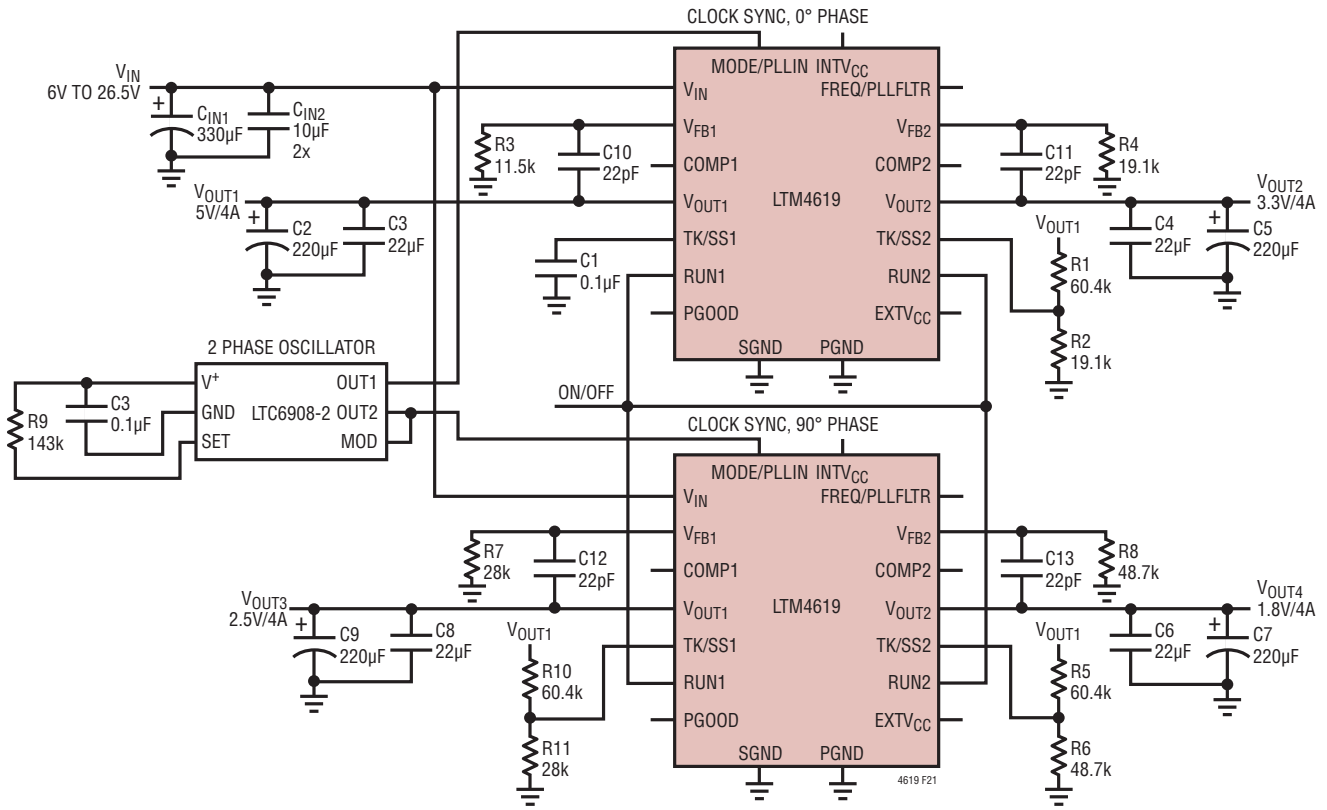 CLOCK SYNC, 0° PHASE
VIN
6V TO 26.5V
+
CIN1
330µF
CIN2
10µF
2x
MODE/PLLIN INTVCC
VIN
FREQ/PLLFLTR
VFB1
VFB2
COMP1
COMP2
LTM4619
VOUT1
VOUT2
TK/SS1
TK/SS2
RUN1
RUN2
PGOOD
EXTVCC
SGND
PGND
R3
11.5k
C10
22pF
VOUT1
5V/4A
+
C2
220µF
C3
22µF
C1
0.1µF
C11
22pF
R4
19.1k
VOUT2
3.3V/4A
VOUT1
R1
60.4k
R2
19.1k
C4
22µF
+
C5
220µF
2 PHASE OSCILLATOR
V+
OUT1
GND
LTC6908-2
OUT2
SET
MOD
R9
143k
C3
0.1µF
ON/OFF
CLOCK SYNC, 90° PHASE
MODE/PLLIN INTVCC
VIN
FREQ/PLLFLTR
VFB1
VFB2
COMP1
COMP2
LTM4619
VOUT1
VOUT2
TK/SS1
TK/SS2
RUN1
RUN2
PGOOD
EXTVCC
SGND
PGND
R7
28k
C12
22pF
VOUT3
2.5V/4A
+
C9
220µF
C8
22µF
VOUT1
R10
60.4k
R11
28k
C13
22pF
R8
48.7k
VOUT4
1.8V/4A
VOUT1
R5
60.4k
R6
48.7k
C6
22µF
+
C7
220µF
4619 F21